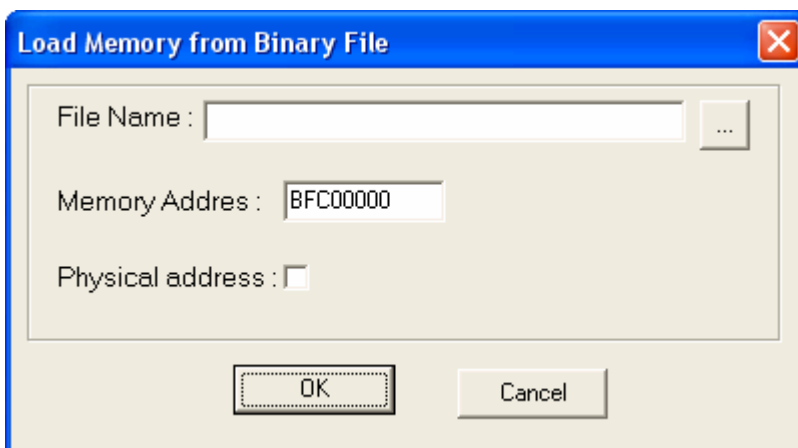 Load Memory from Binary File
File Name : ...
Memory Addres : BFC00000
Physical address :
OK Cancel